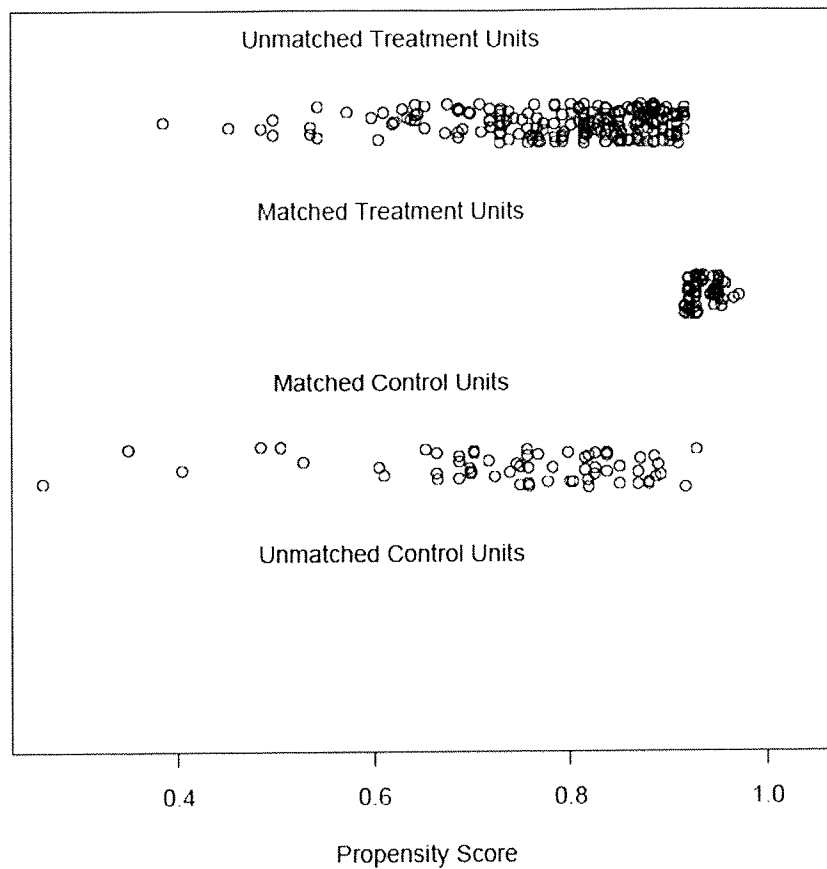 Unmatched Treatment Units
Matched Treatment Units
Matched Control Units
Unmatched Control Units
0.4 0.6 0.8 1.0
Propensity Score